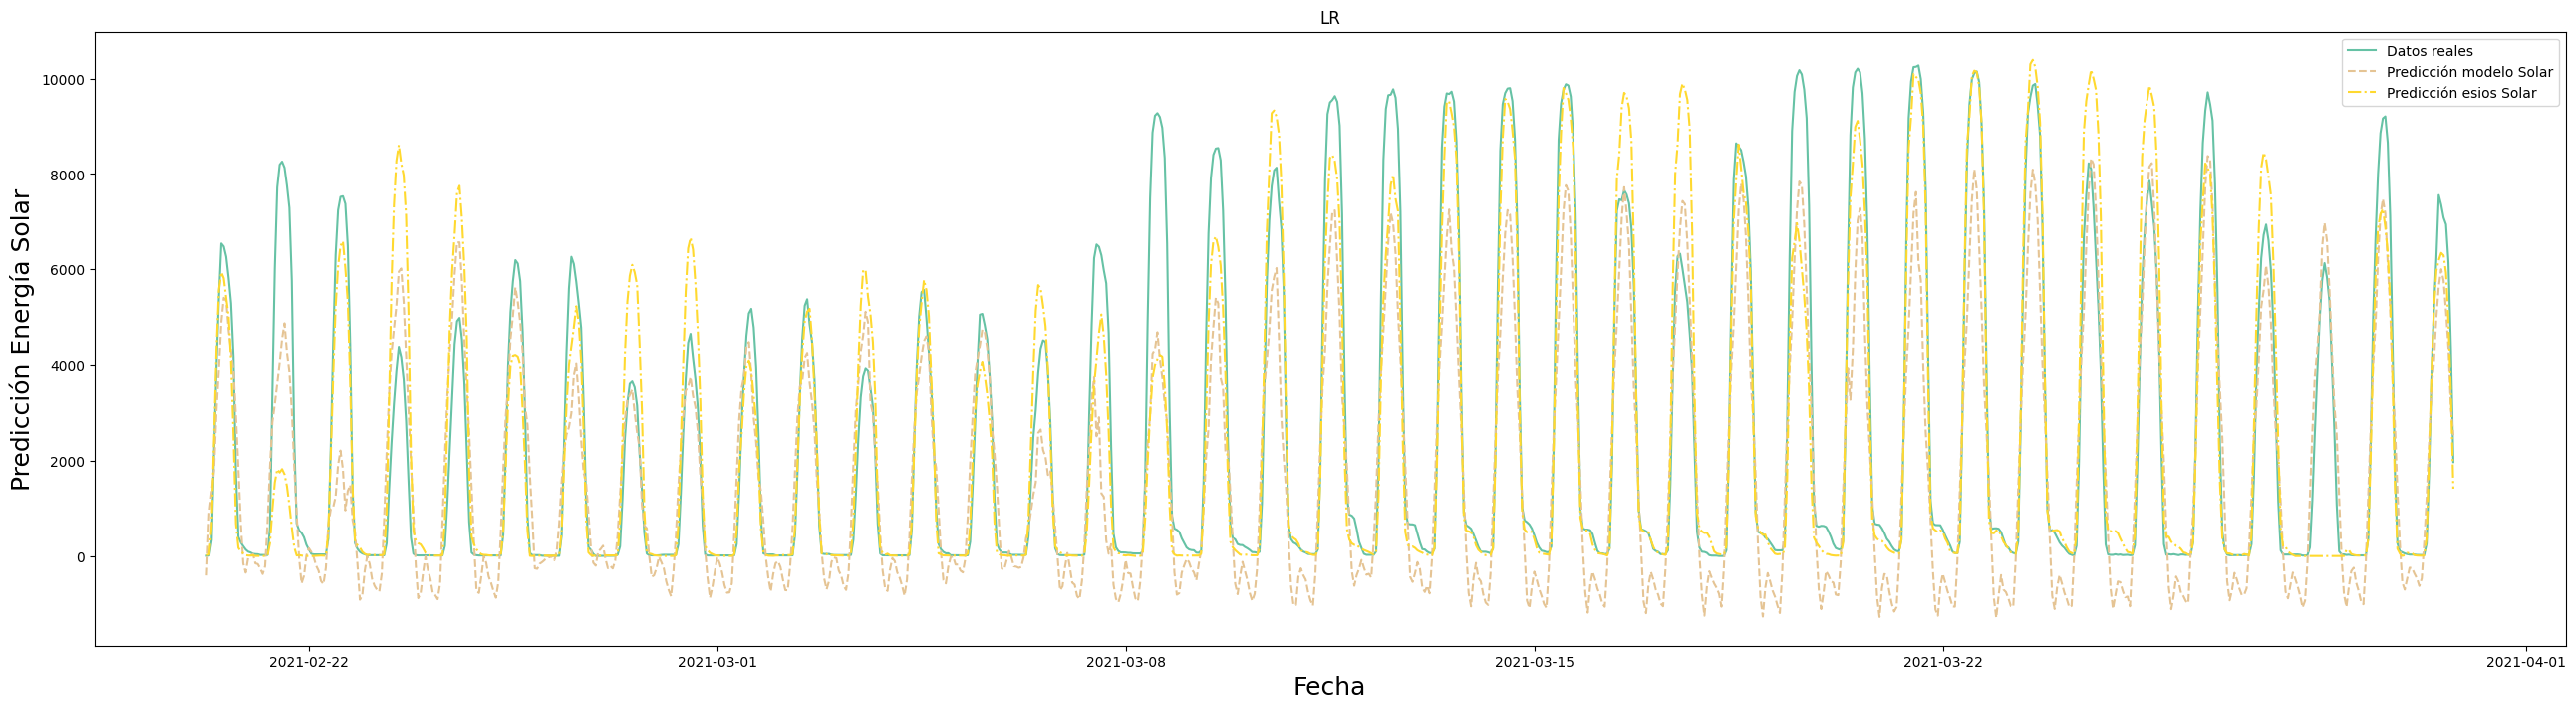 LR
Datos reales
Predicción modelo Solar
Predicción esios Solar
Predicción Energía Solar
10000
8000
6000
4000
2000
0
2021-02-22 2021-03-01 2021-03-08 2021-03-15 2021-03-22 2021-04-01
Fecha